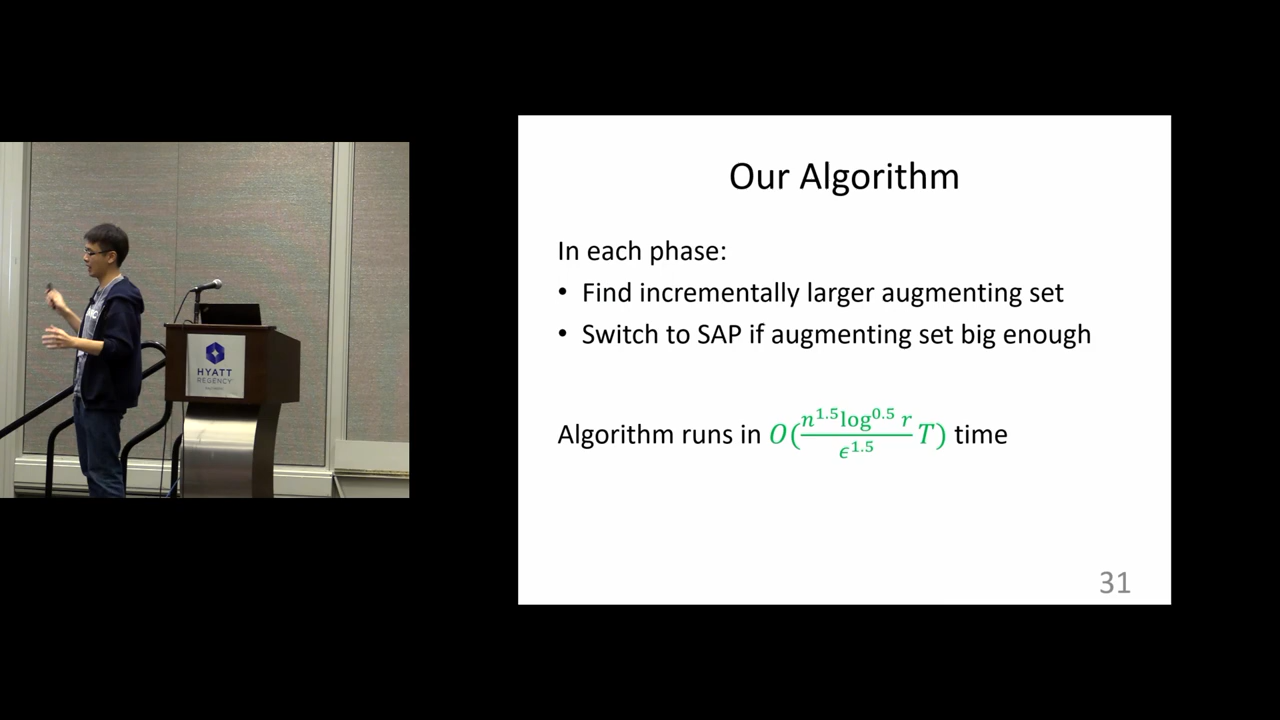 Our Algorithm
In each phase:
• Find incrementally larger augmenting set
• Switch to SAP if augmenting set big enough
Algorithm runs in O(\frac{n^{1.5}log^{0.5} r}{ϵ^{1.5}}T) time
31
HYATT
REGENCY